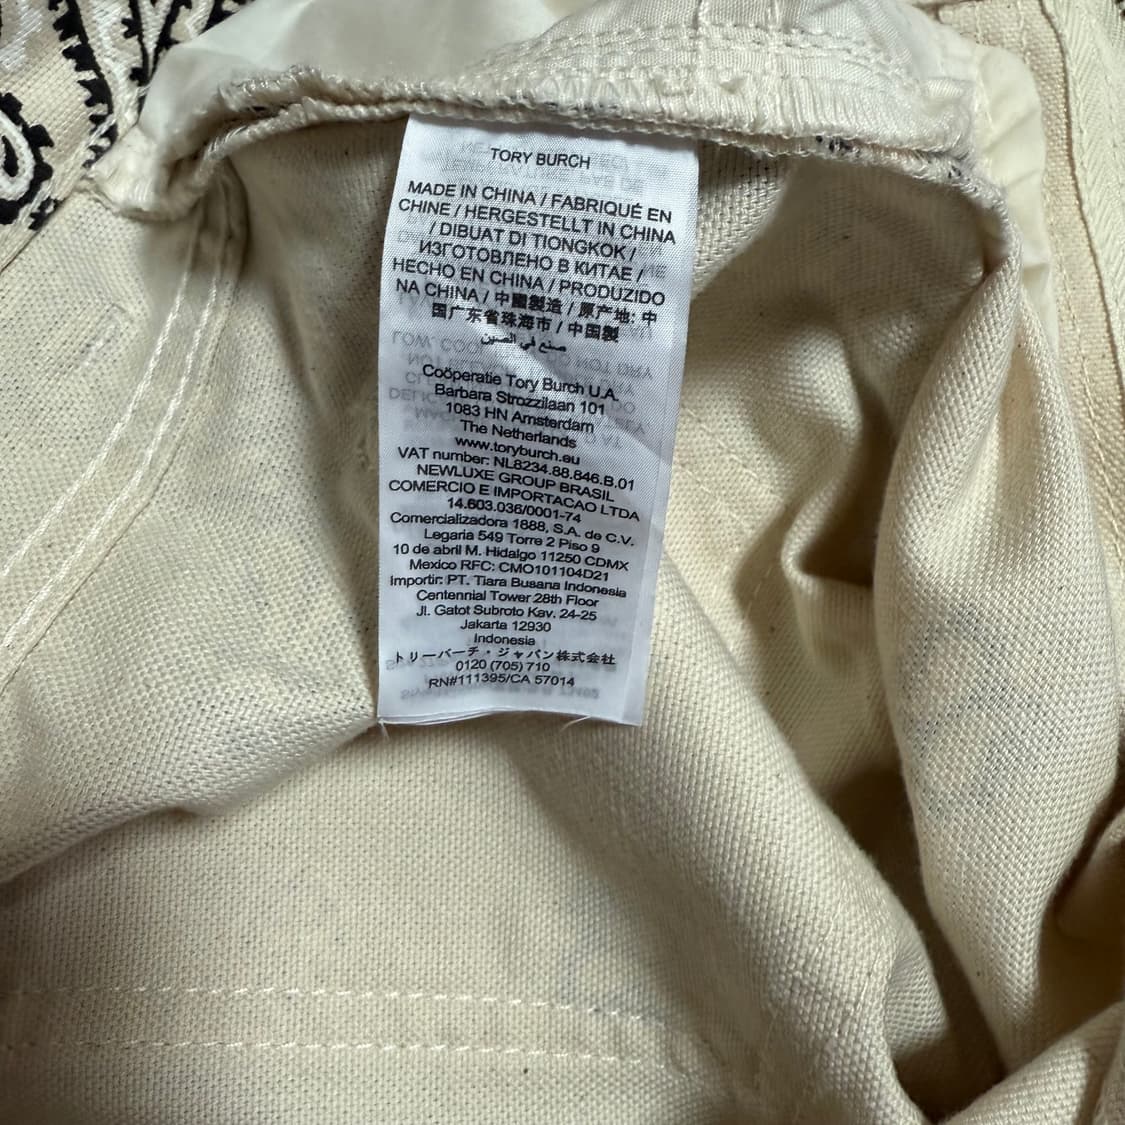 TORY BURCH
MADE IN CHINA / FABRIQUÉ EN
CHINE / HERGESTELLT IN CHINA
/ DIBUAT DI TIONGKOK /
ИЗГОТОВЛЕНО В КИТАЕ /
HECHO EN CHINA / PRODUZIDO
NA CHINA / 中國製造 / 原产地: 中
国广东省珠海市 / 中国製
صنع في الصين
Coöperatie Tory Burch U.A.
Barbara Strozzilaan 101
1083 HN Amsterdam
The Netherlands
www.toryburch.eu
VAT number: NL8234.88.846.B.01
NEWLUXE GROUP BRASIL
COMERCIO E IMPORTACAO LTDA
14.603.036/0001-74
Comercializadora 1888, S.A. de C.V.
Legaria 549 Torre 2 Piso 9
10 de abril M. Hidalgo 11250 CDMX
Mexico RFC: CMO101104D21
Importir: PT. Tiara Busana Indonesia
Centennial Tower 28th Floor
Jl. Gatot Subroto Kav. 24-25
Jakarta 12930
Indonesia
トリーバーチ・ジャパン株式会社
0120 (705) 710
RN#111395/CA 57014